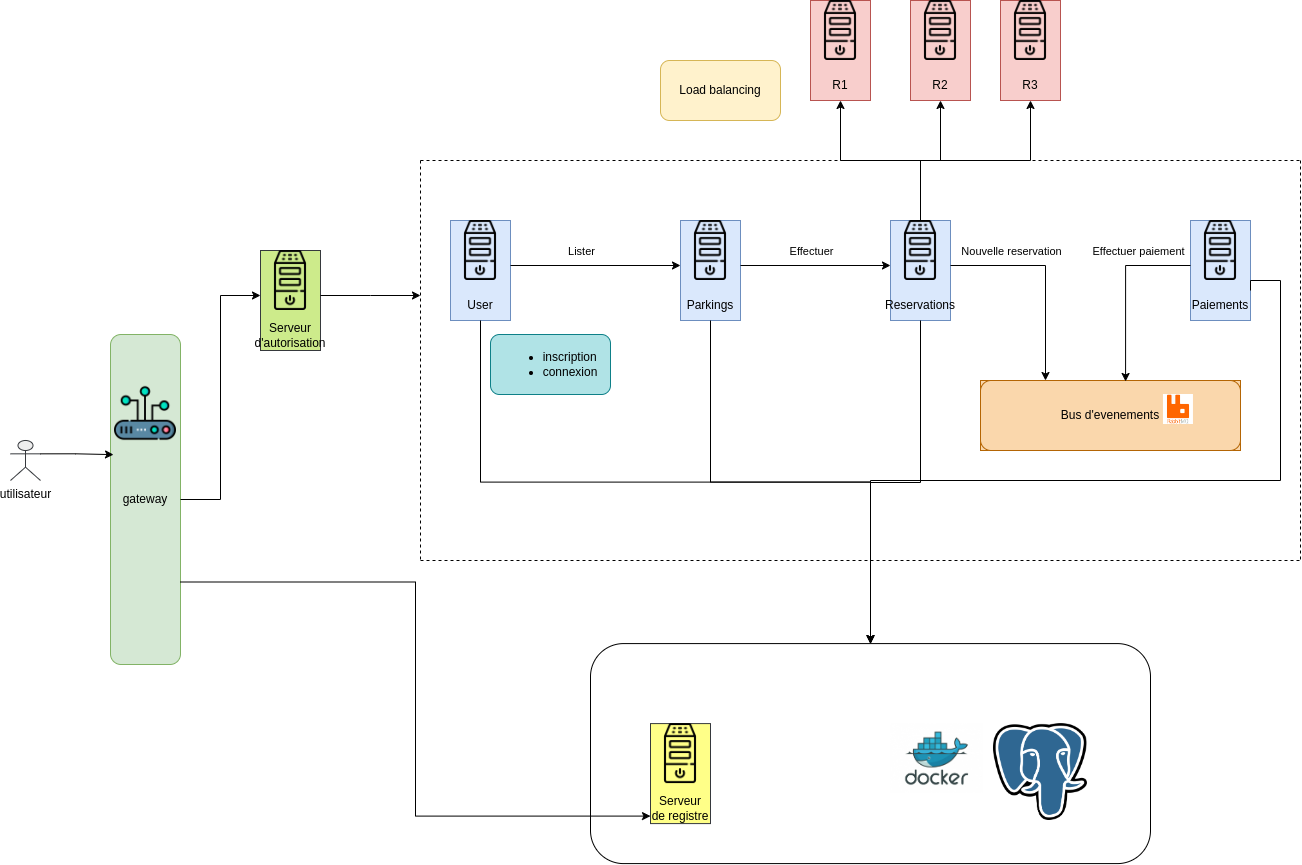 R1
R2
R3
Load balancing
Lister
Effectuer
Nouvelle reservation
Effectuer paiement
User
Parkings
Reservations
Paiements
Serveur
d'autorisation
inscription
connexion
Bus d'evenements
utilisateur
gateway
docker
Serveur
de registre